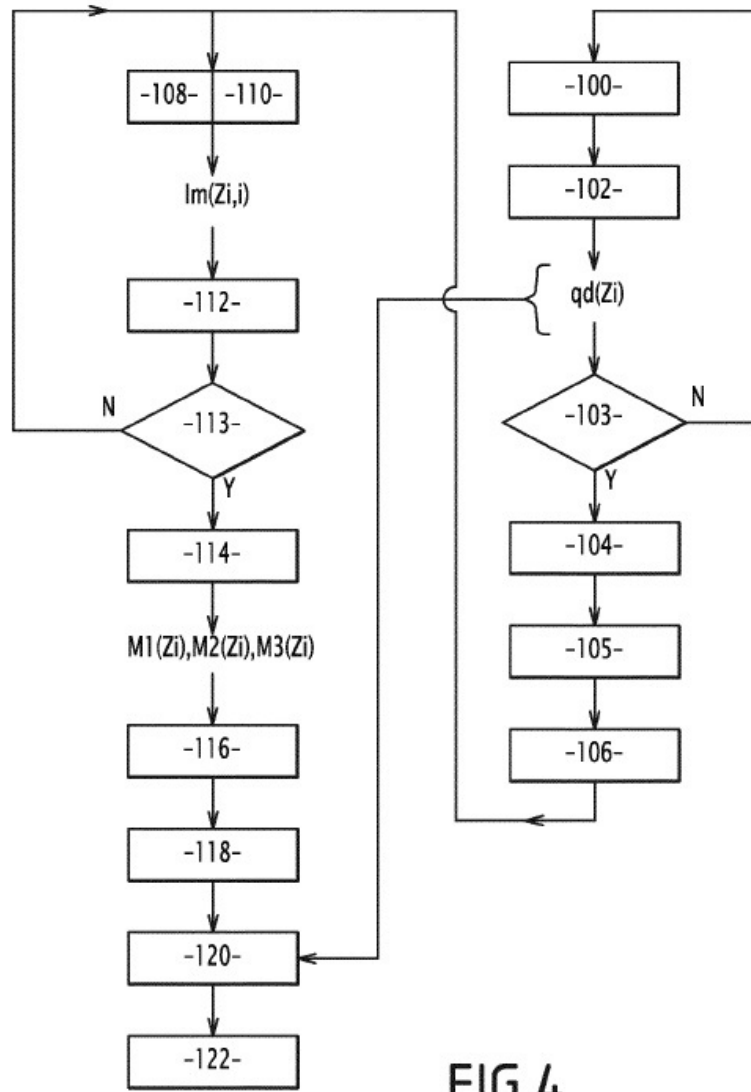 -108-
-110-
Im(Zi,i)
-112-
N
-113-
Y
-114-
M1(Zi),M2(Zi),M3(Zi)
-116-
-118-
-120-
-122-
-100-
-102-
qd(Zi)
-103-
N
Y
-104-
-105-
-106-
FIG.4